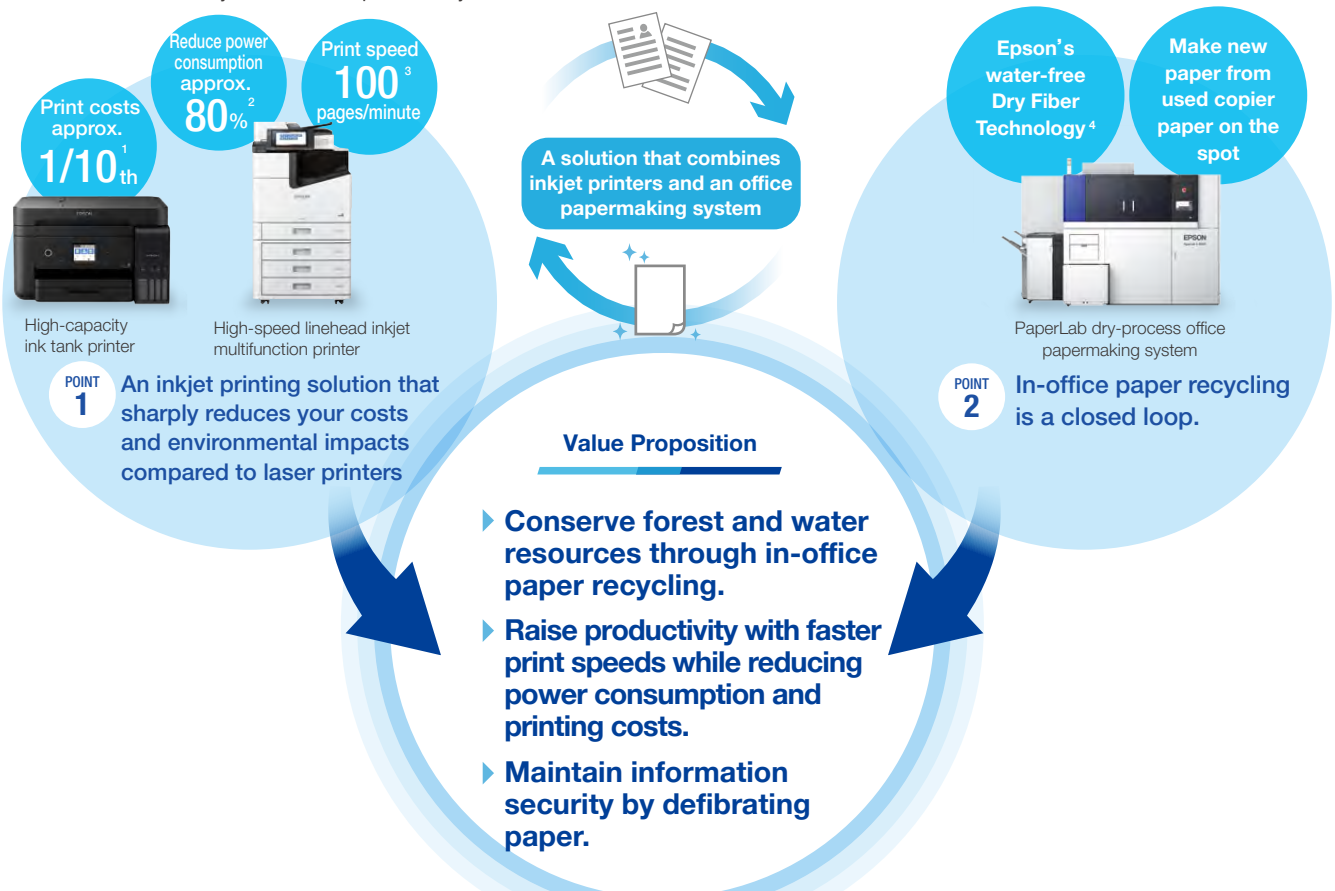 Reduce power
consumption
approx.
80%²
Print speed
100³
pages/minute
Print costs
approx.
1/10¹th
A solution that combines
inkjet printers and an office
papermaking system
Epson's
water-free
Dry Fiber
Technology⁴
Make new
paper from
used copier
paper on the
spot
EPSON
EPSON
EPSON
High-capacity
ink tank printer
High-speed linehead inkjet
multifunction printer
PaperLab dry-process office
papermaking system
POINT
1
An inkjet printing solution that
sharply reduces your costs
and environmental impacts
compared to laser printers
POINT
2
In-office paper recycling
is a closed loop.
Value Proposition
Conserve forest and water
resources through in-office
paper recycling.
Raise productivity with faster
print speeds while reducing
power consumption and
printing costs.
Maintain information
security by defibrating
paper.